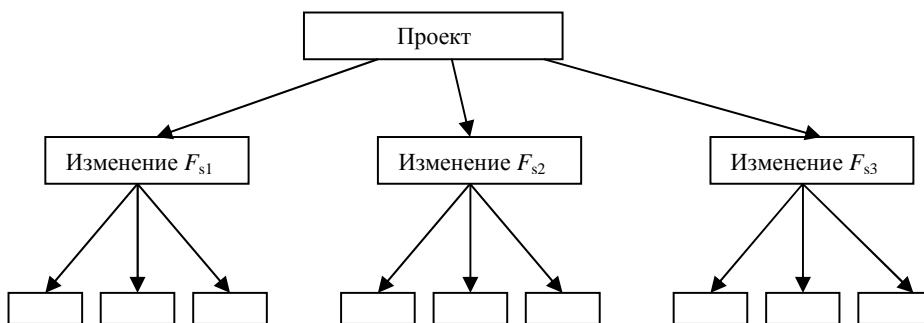 Проект
Изменение Fs1
Изменение Fs2
Изменение Fs3